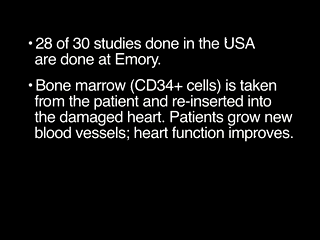 • 28 of 30 studies done in the USA
are done at Emory.
• Bone marrow (CD34+ cells) is taken
from the patient and re-inserted into
the damaged heart. Patients grow new
blood vessels; heart function improves.